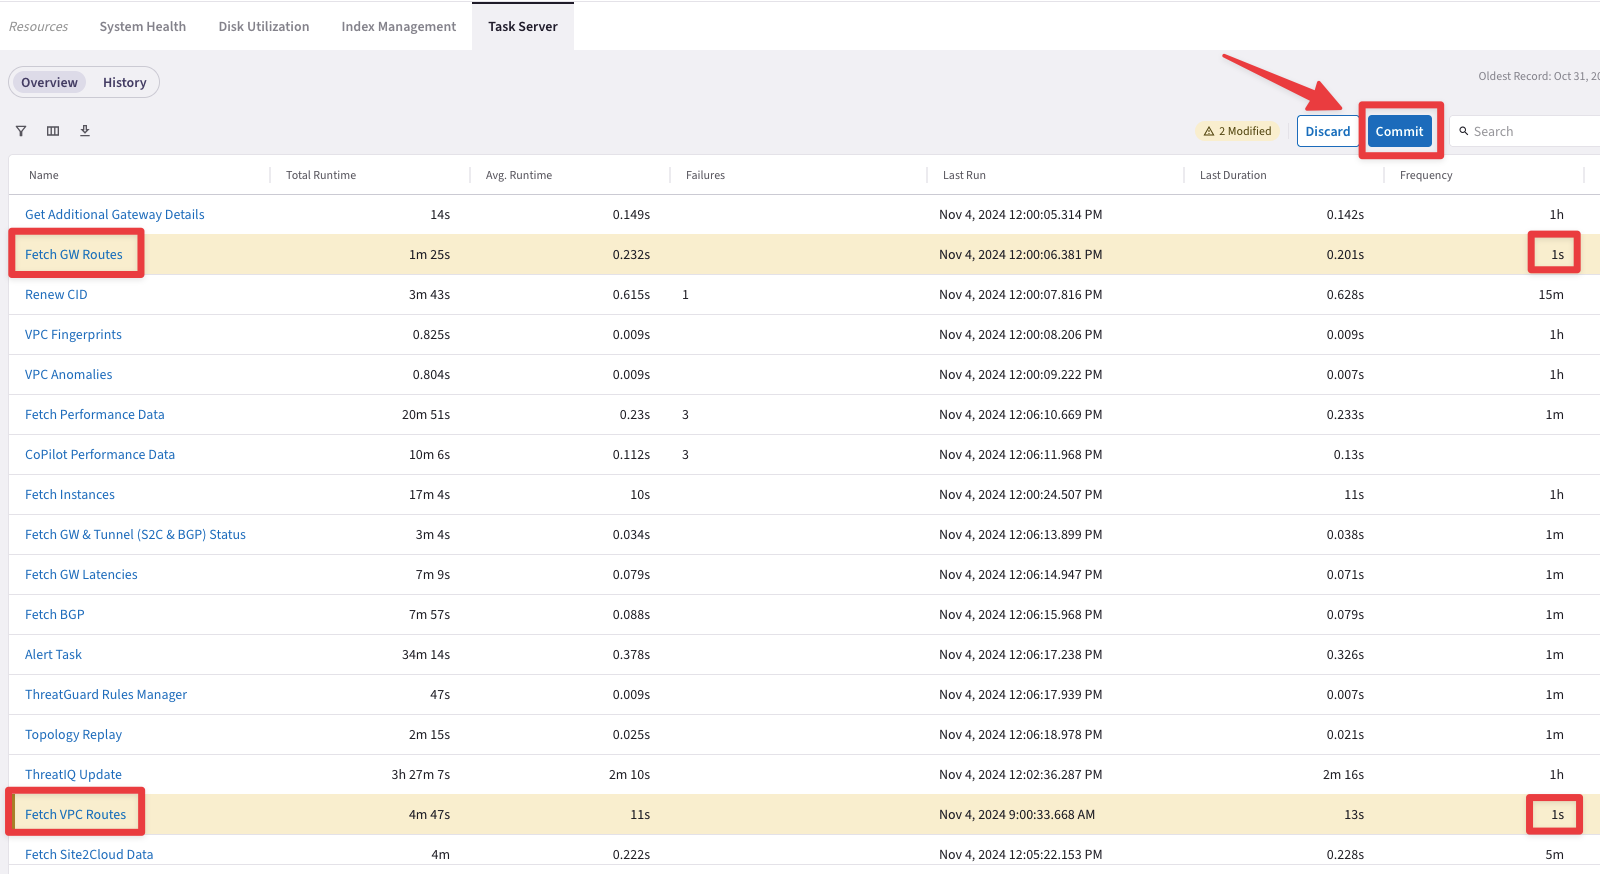 Resources System Health Disk Utilization Index Management Task Server
Overview History
Oldest Record: Oct 31, 20
2 Modified Discard Commit Search
Name Total Runtime Avg. Runtime Failures Last Run Last Duration Frequency
Get Additional Gateway Details 14s 0.149s Nov 4, 2024 12:00:05.314 PM 0.142s 1h
Fetch GW Routes 1m 25s 0.232s Nov 4, 2024 12:00:06.381 PM 0.201s 1s
Renew CID 3m 43s 0.615s 1 Nov 4, 2024 12:00:07.816 PM 0.628s 15m
VPC Fingerprints 0.825s 0.009s Nov 4, 2024 12:00:08.206 PM 0.009s 1h
VPC Anomalies 0.804s 0.009s Nov 4, 2024 12:00:09.222 PM 0.007s 1h
Fetch Performance Data 20m 51s 0.23s 3 Nov 4, 2024 12:06:10.669 PM 0.233s 1m
CoPilot Performance Data 10m 6s 0.112s 3 Nov 4, 2024 12:06:11.968 PM 0.13s
Fetch Instances 17m 4s 10s Nov 4, 2024 12:00:24.507 PM 11s 1h
Fetch GW & Tunnel (S2C & BGP) Status 3m 4s 0.034s Nov 4, 2024 12:06:13.899 PM 0.038s 1m
Fetch GW Latencies 7m 9s 0.079s Nov 4, 2024 12:06:14.947 PM 0.071s 1m
Fetch BGP 7m 57s 0.088s Nov 4, 2024 12:06:15.968 PM 0.079s 1m
Alert Task 34m 14s 0.378s Nov 4, 2024 12:06:17.238 PM 0.326s 1m
ThreatGuard Rules Manager 47s 0.009s Nov 4, 2024 12:06:17.939 PM 0.007s 1m
Topology Replay 2m 15s 0.025s Nov 4, 2024 12:06:18.978 PM 0.021s 1m
ThreatIQ Update 3h 27m 7s 2m 10s Nov 4, 2024 12:02:36.287 PM 2m 16s 1h
Fetch VPC Routes 4m 47s 11s Nov 4, 2024 9:00:33.668 AM 13s 1s
Fetch Site2Cloud Data 4m 0.222s Nov 4, 2024 12:05:22.153 PM 0.228s 5m